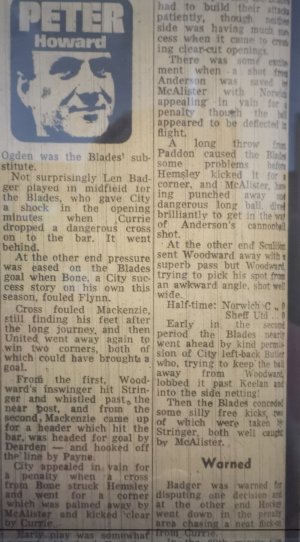 PETER
Howard
Ogden was the Blades' sub-
stitute.
Not surprisingly Len Bad-
ger played in midfield for
the Blades, who gave City
a shock in the opening
minutes when Currie
dropped a dangerous cross
on to the bar. It went
behind.
At the other end pressure
was eased on the Blades
goal when Bone, a City suc-
cess story on his own this
season, fouled Flynn.
Cross fouled Mackenzie,
still finding his feet after
the long journey, and then
United went away again to
win two corners, both of
which could have brought a
goal.
From the first, Wood-
ward's inswinger hit Strin-
ger and whistled past the
near post, and from the
second, Mackenzie came up
for a header which hit the
bar, was headed for goal by
Dearden — and hooked off
the line by Payne.
City appealed in vain for
a penalty when a cross
from Bone struck Hemsley
and went for a corner
which was palmed away by
McAlister and kicked clear
by Currie.
Early play was somewhat
had to build their attacks
patiently, though neither
side was having much suc-
cess when it came to
ing clear-cut openings.
There was some excite-
ment when a shot from
Anderson was saved by
McAlister with Norwich
appealing in vain for a
penalty though the ball
appeared to be deflected in
flight.
A long throw from
Paddon caused the Blades
some problems before
Hemsley kicked it for a
corner, and McAlister, hav-
ing punched away one
dangerous long ball, dived
brilliantly to get in the way
of Anderson's cannonball
shot.
At the other end Scullion
sent Woodward away with a
superb pass but Woodward,
trying to pick his spot from
an awkward angle, shot well
wide.
Half-time: Norwich C., 0
Sheff Utd
Early in the second
period the Blades nearly
went ahead by kind permis-
sion of City left-back Butler
who, trying to keep the ball
away from Woodward,
lobbed it past Keelan and
into the side netting!
Then the Blades conceded
some silly free kicks, two
of which were taken by
Stringer, both well caught
by McAlister.
Warned
Badger was warned for
disputing one decision and
at the other end
went down in the penalty
area chasing a neat
from Currie.